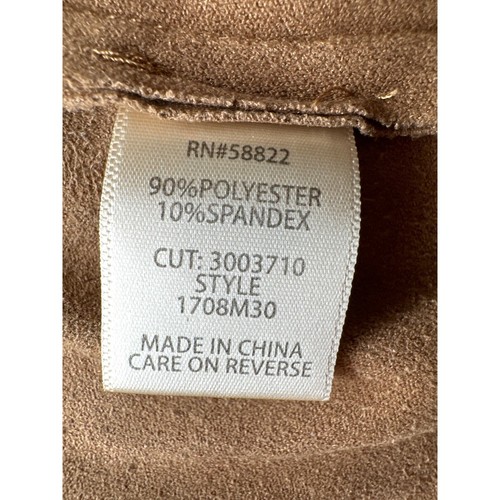 RN#58822
90%POLYESTER
10%SPANDEX
CUT: 3003710
STYLE
1708M30
MADE IN CHINA
CARE ON REVERSE